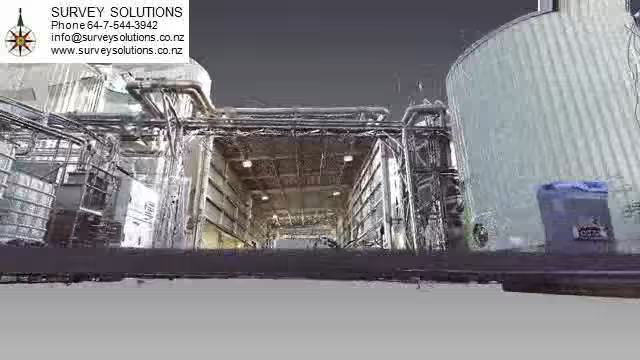 SURVEY SOLUTIONS
Phone 64-7-544-3942
info@surveysolutions.co.nz
www.surveysolutions.co.nz